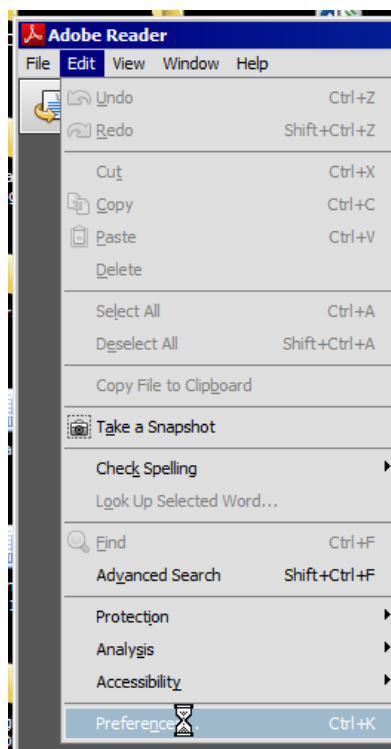 Adobe Reader
File Edit View Window Help
Undo Ctrl+Z
Redo Shift+Ctrl+Z
Cut Ctrl+X
Copy Ctrl+C
Paste Ctrl+V
Delete
Select All Ctrl+A
Deselect All Shift+Ctrl+A
Copy File to Clipboard
Take a Snapshot
Check Spelling
Look Up Selected Word...
Find Ctrl+F
Advanced Search Shift+Ctrl+F
Protection
Analysis
Accessibility
Preferences... Ctrl+K